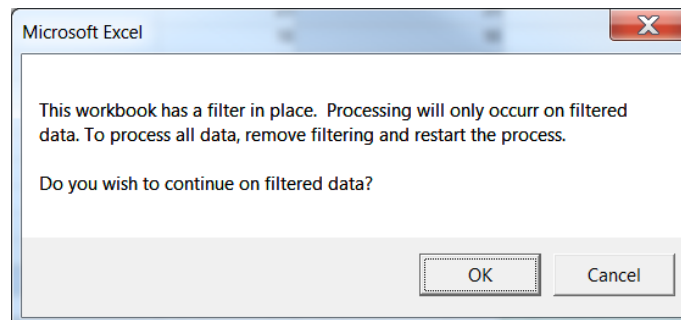 Microsoft Excel
This workbook has a filter in place.  Processing will only occurr on filtered
data. To process all data, remove filtering and restart the process.
Do you wish to continue on filtered data?
OK
Cancel